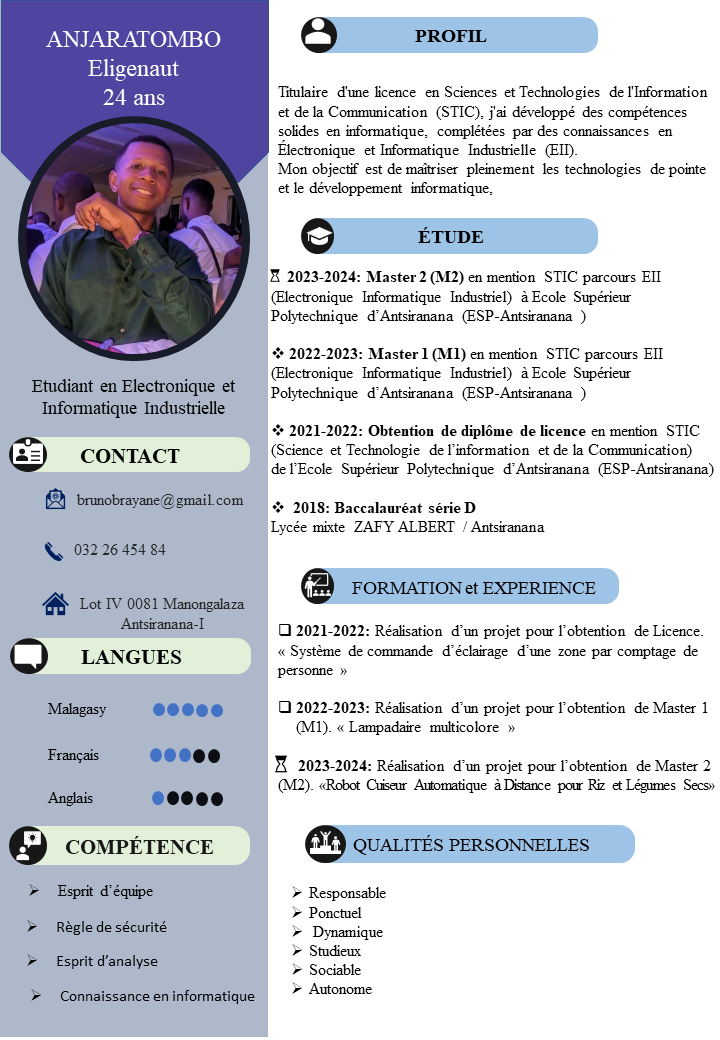 ANJARATOMBO
Eligenaut
24 ans
Etudiant en Electronique et
Informatique Industrielle
CONTACT
brunobrayane@gmail.com
032 26 454 84
Lot IV 0081 Manongalaza
Antsiranana-I
LANGUES
Malagasy
Français
Anglais
COMPÉTENCE
➢ Esprit d’équipe
➢ Règle de sécurité
➢ Esprit d’analyse
➢ Connaissance en informatique
PROFIL
Titulaire d'une licence en Sciences et Technologies de l'Information
et de la Communication (STIC), j'ai développé des compétences
solides en informatique, complétées par des connaissances en
Électronique et Informatique Industrielle (EII).
Mon objectif est de maîtriser pleinement les technologies de pointe
et le développement informatique,
ÉTUDE
2023-2024: Master 2 (M2) en mention STIC parcours EII
(Electronique Informatique Industriel) à Ecole Supérieur
Polytechnique d’Antsiranana (ESP-Antsiranana )
❖ 2022-2023: Master 1 (M1) en mention STIC parcours EII
(Electronique Informatique Industriel) à Ecole Supérieur
Polytechnique d’Antsiranana (ESP-Antsiranana )
❖ 2021-2022: Obtention de diplôme de licence en mention STIC
(Science et Technologie de l’information et de la Communication)
de l’Ecole Supérieur Polytechnique d’Antsiranana (ESP-Antsiranana)
❖ 2018: Baccalauréat série D
Lycée mixte ZAFY ALBERT / Antsiranana
FORMATION et EXPERIENCE
❑ 2021-2022: Réalisation d’un projet pour l’obtention de Licence.
« Système de commande d’éclairage d’une zone par comptage de
personne »
❑ 2022-2023: Réalisation d’un projet pour l’obtention de Master 1
(M1). « Lampadaire multicolore »
2023-2024: Réalisation d’un projet pour l’obtention de Master 2
(M2). «Robot Cuiseur Automatique à Distance pour Riz et Légumes Secs»
QUALITÉS PERSONNELLES
➢ Responsable
➢ Ponctuel
➢ Dynamique
➢ Studieux
➢ Sociable
➢ Autonome